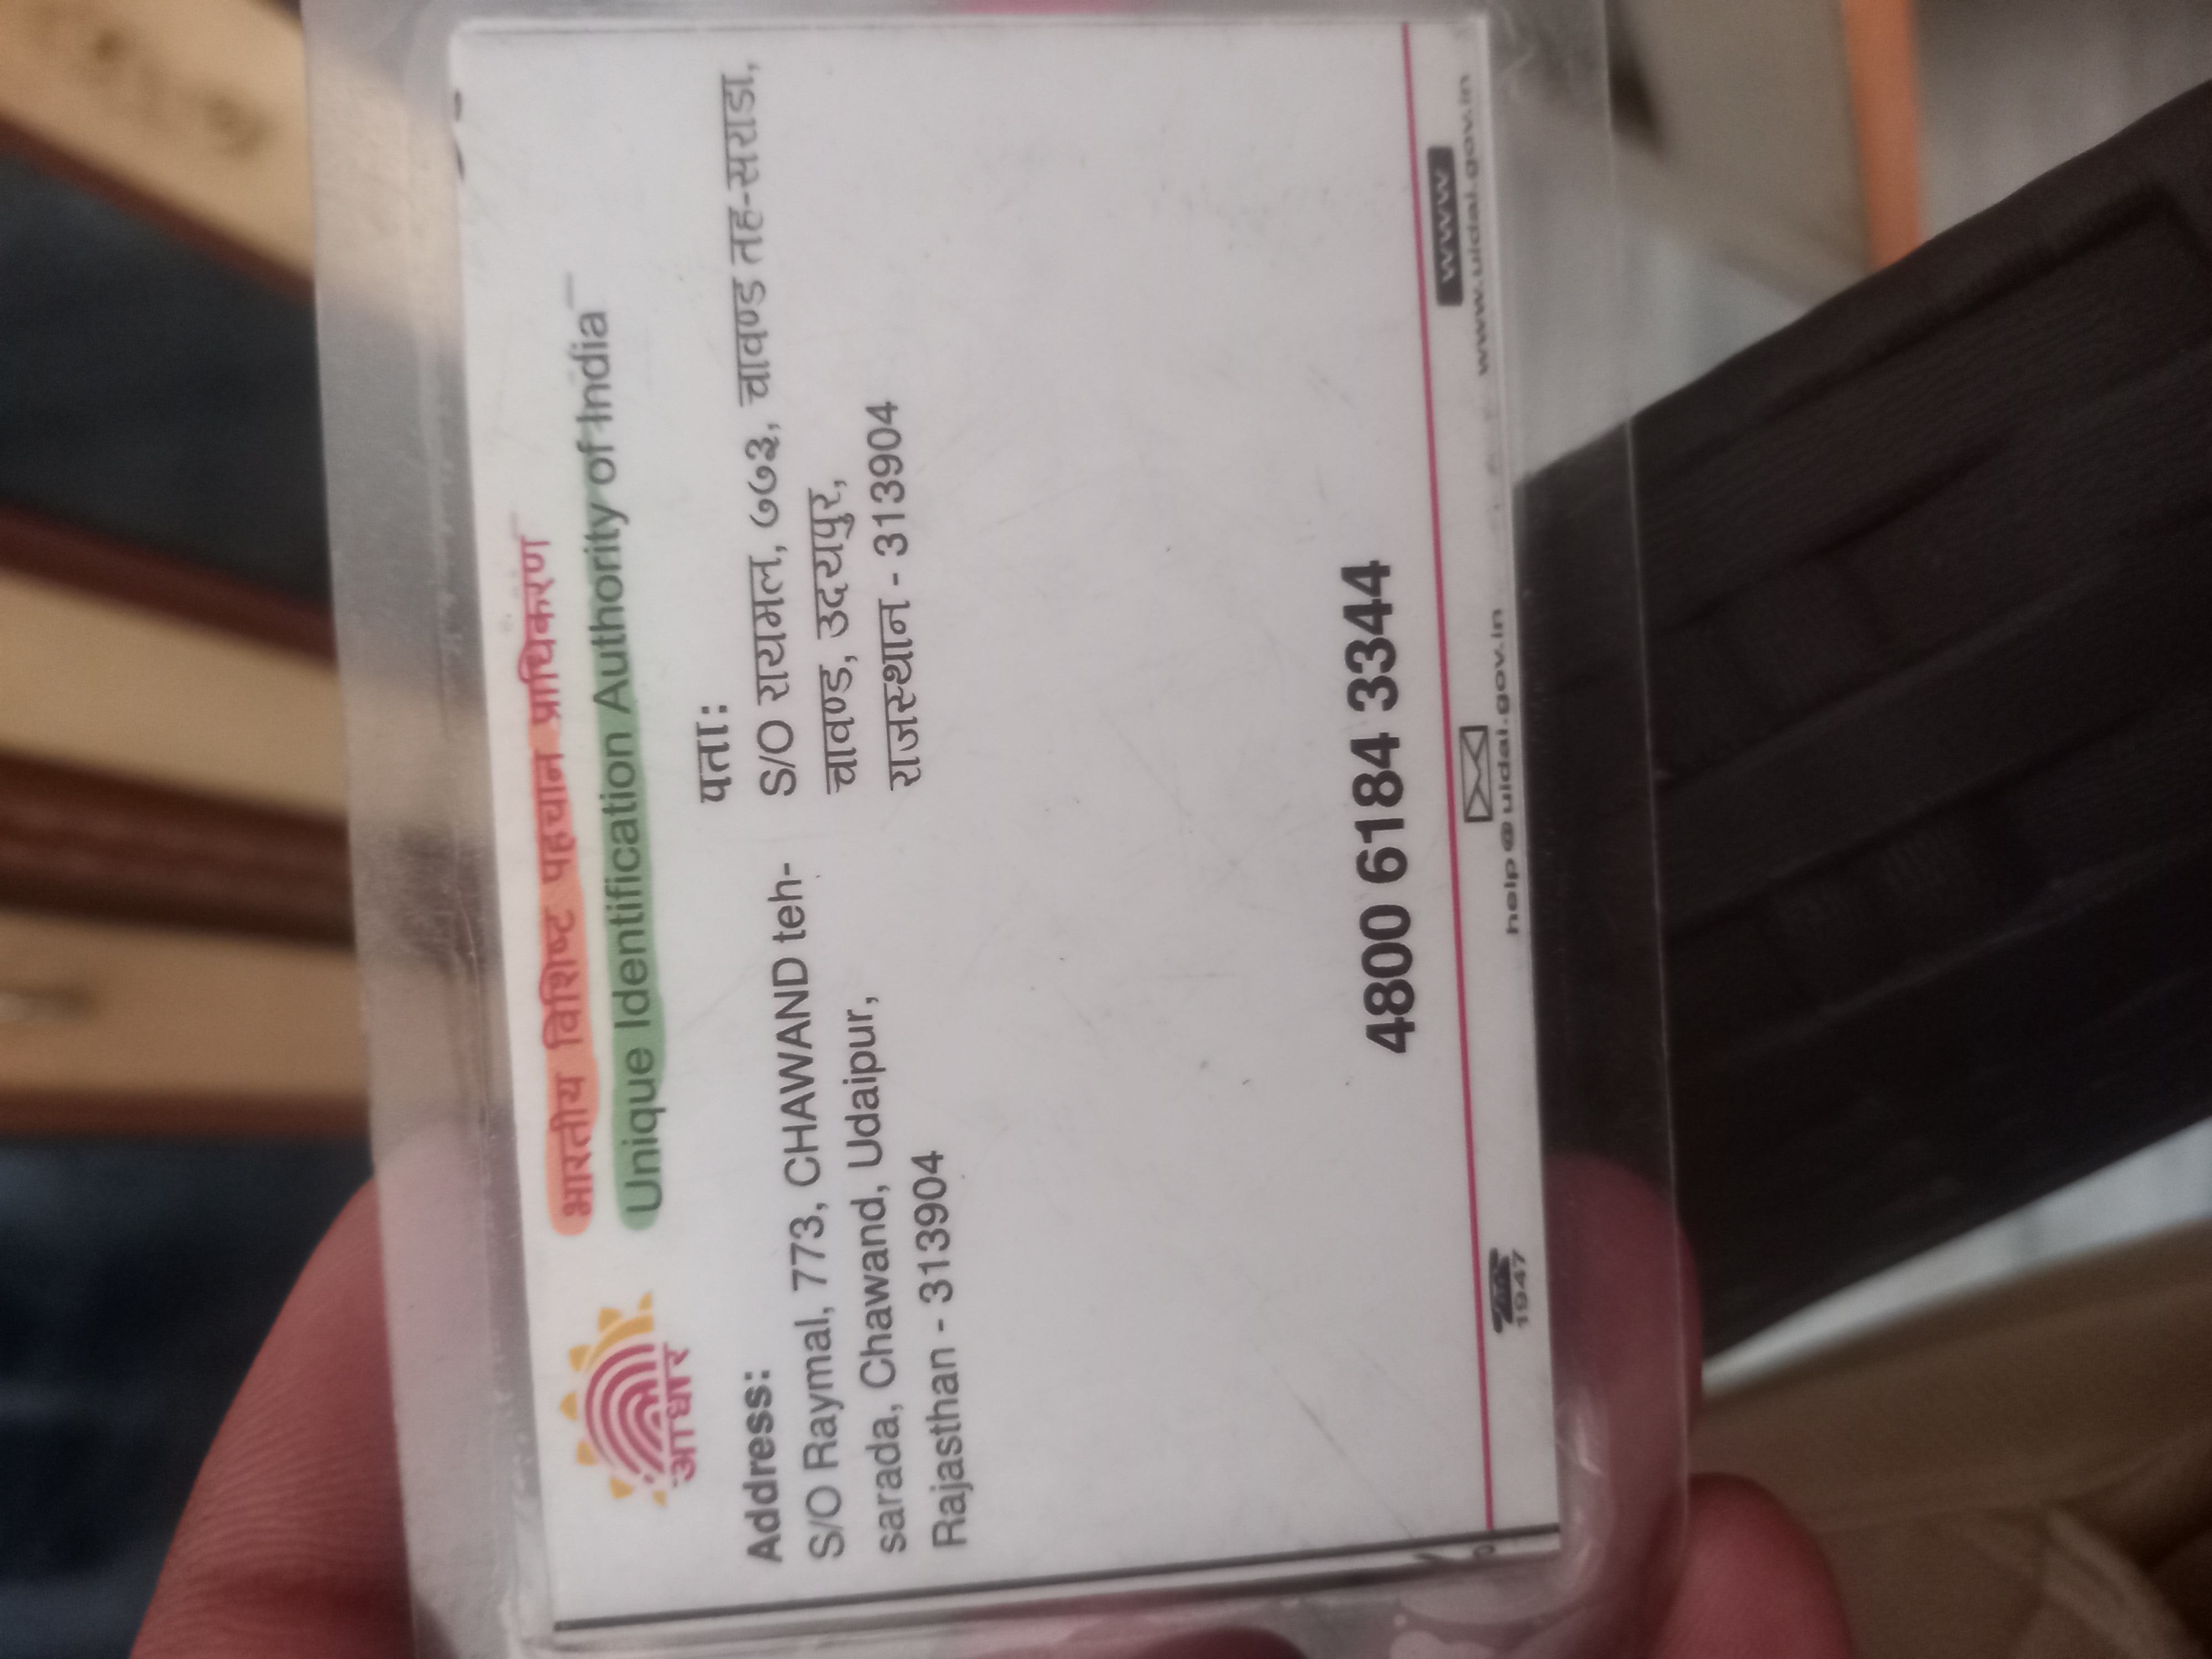 भारतीय विशिष्ट पहचान प्राधिकरण
Unique Identification Authority of India
आधार
Address:
S/O Raymal, 773, CHAWAND teh-
sarada, Chawand, Udaipur,
Rajasthan - 313904
पता:
S/O रायमल, ७७३, चावण्ड तह-सराडा,
चावण्ड, उदयपुर,
राजस्थान - 313904
4800 6184 3344
1947
help@uidai.gov.in
www
www.uidai.gov.in